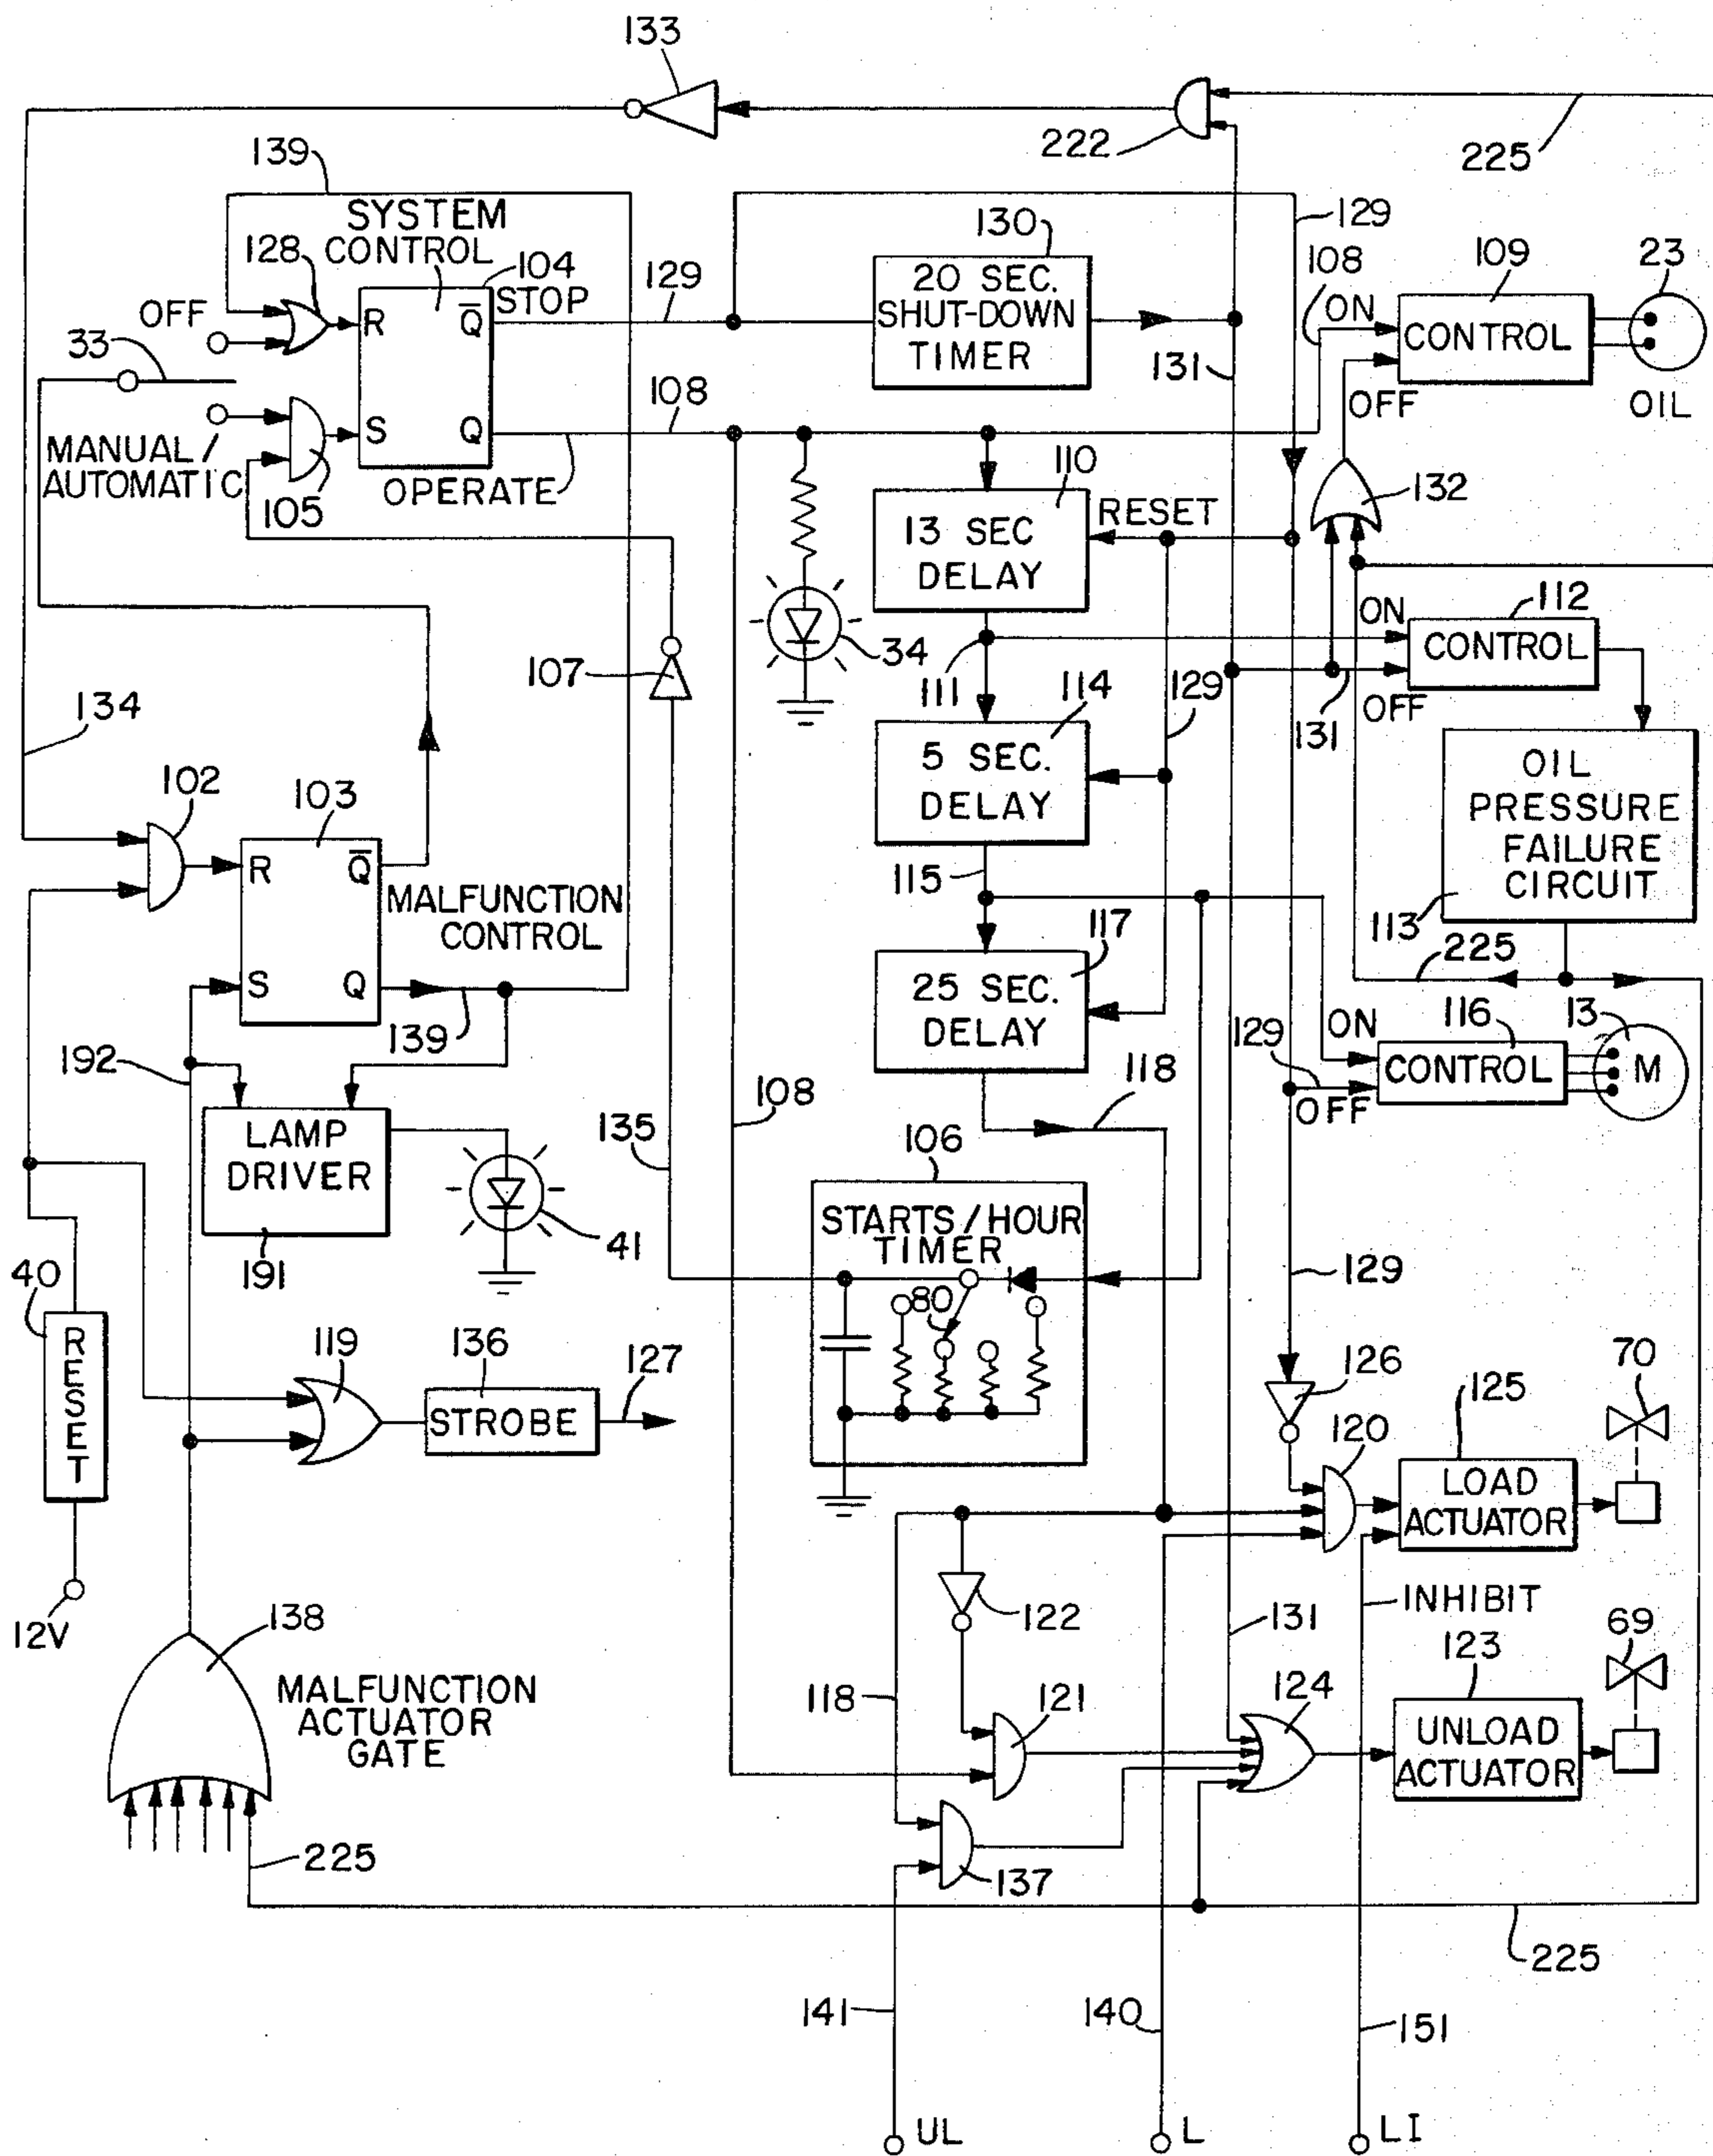 133
222
225
139
SYSTEM
CONTROL
128
104
STOP
129
130
20 SEC.
SHUT-DOWN
TIMER
129
108
109
23
OFF
R
Q̅
33
ON
CONTROL
131
OFF
OIL
108
S
Q
MANUAL /
AUTOMATIC
105
OPERATE
110
RESET
132
13 SEC
DELAY
ON
112
34
CONTROL
107
111
114
129
131
OFF
134
5 SEC.
DELAY
OIL
PRESSURE
FAILURE
CIRCUIT
113
102
103
R
Q̅
115
MALFUNCTION
CONTROL
117
225
S
Q
25 SEC.
DELAY
139
ON
116
13
129
CONTROL
M
OFF
192
108
118
LAMP
DRIVER
135
106
191
41
STARTS / HOUR
TIMER
129
40
80
RESET
119
136
127
126
70
STROBE
120
125
LOAD
ACTUATOR
12V
138
122
INHIBIT
131
69
123
MALFUNCTION
ACTUATOR
GATE
118
121
124
UNLOAD
ACTUATOR
225
137
225
141
140
151
UL
L
LI